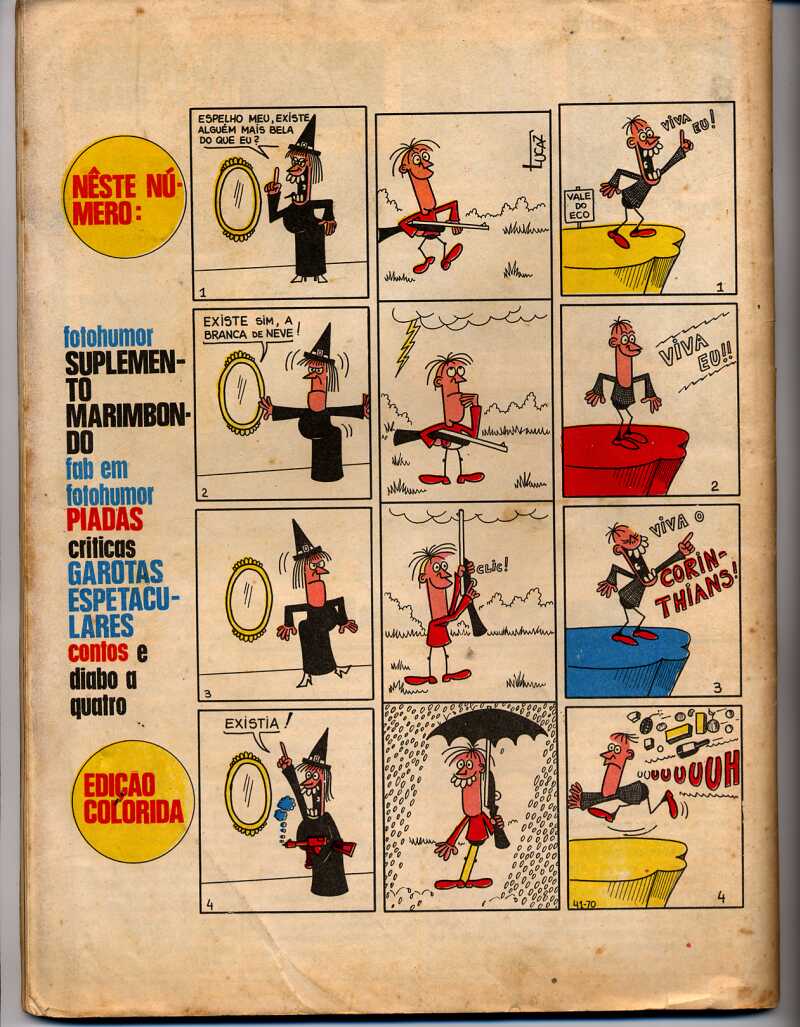 NÊSTE NÚ-
MERO:
fotohumor
SUPLEMEN-
TO
MARIMBON-
DO
fab em
fotohumor
PIADAS
criticas
GAROTAS
ESPETACU-
LARES
contos e
diabo a
quatro
EDIÇÃO
COLORIDA
ESPELHO MEU, EXISTE
ALGUÉM MAIS BELA
DO QUE EU?
1
EXISTE SIM, A
BRANCA DE NEVE!
2
3
EXISTIA!
4
LUCAZ
CLIC!
VIVA
EU!
VALE
DO
ECO
1
VIVA
EU!!
2
VIVA O
CORIN-
THIANS!
3
UUUUUUUH
41-70
4